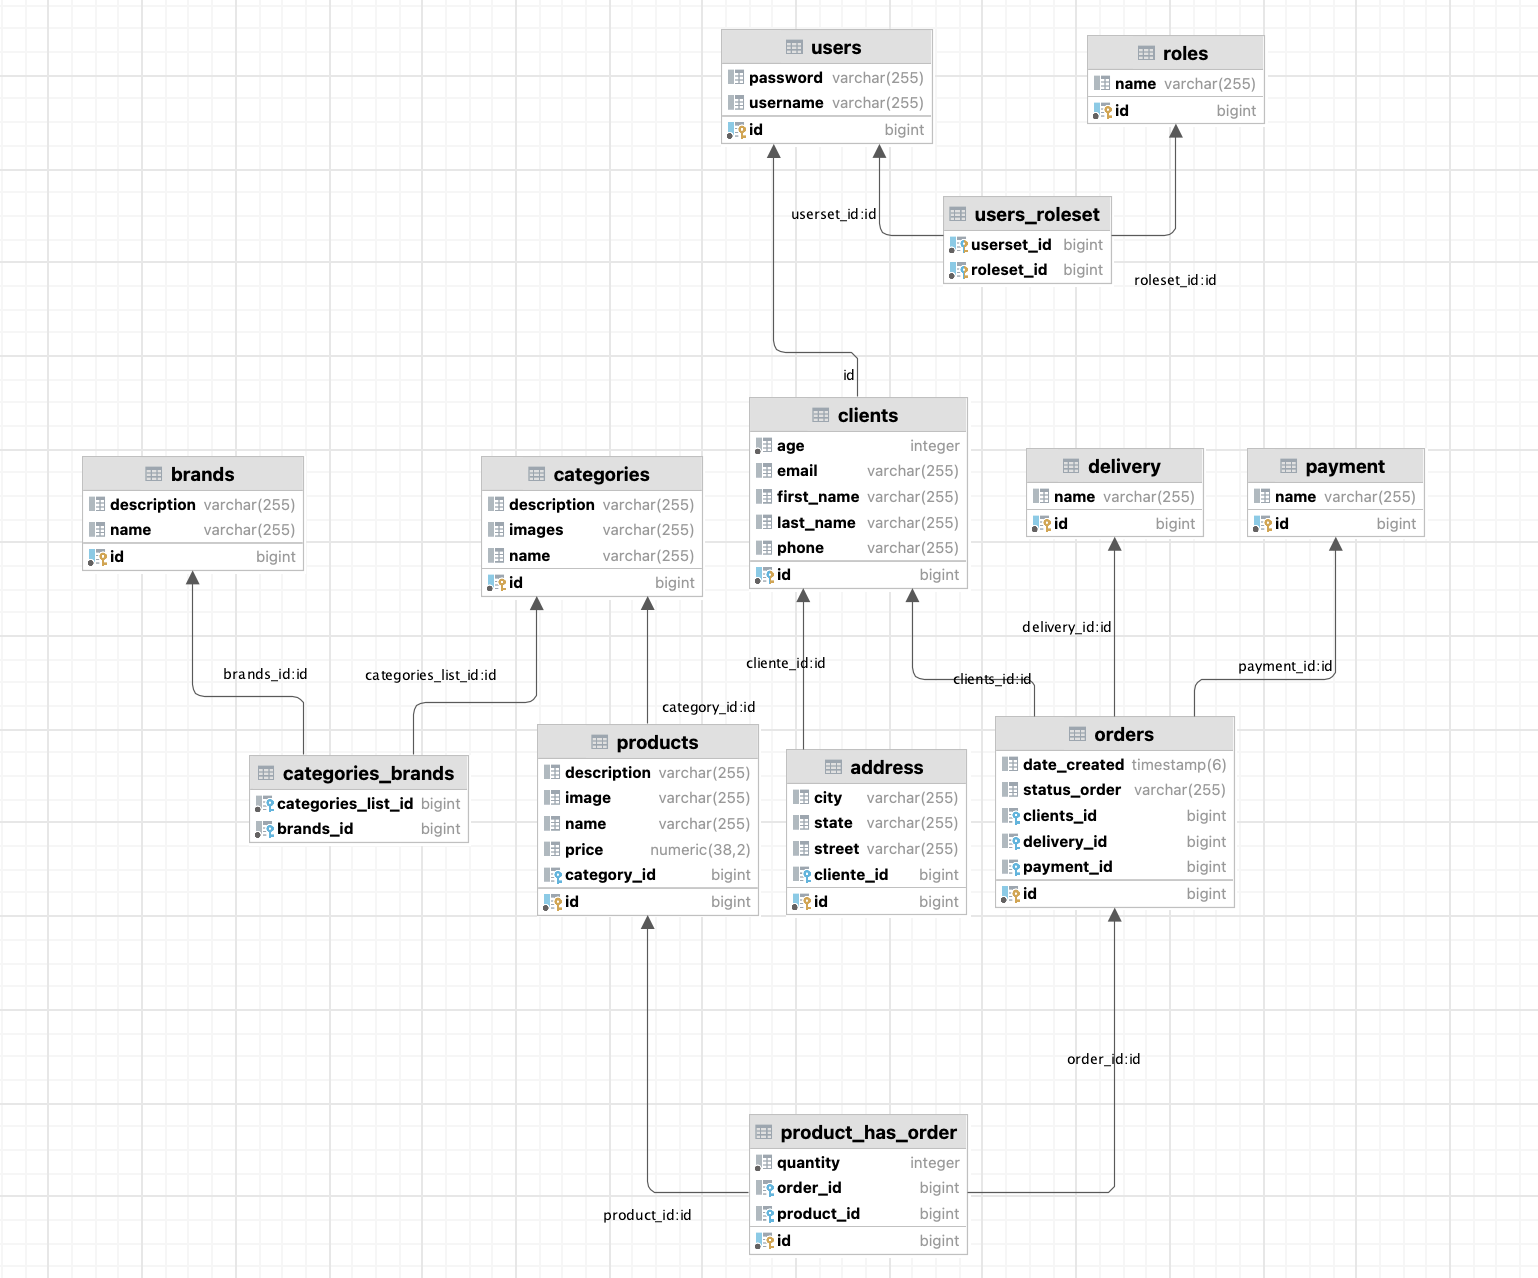 users
password varchar(255)
username varchar(255)
id bigint
roles
name varchar(255)
id bigint
userset_id:id
users_roleset
userset_id bigint
roleset_id bigint
roleset_id:id
id
clients
age integer
email varchar(255)
first_name varchar(255)
last_name varchar(255)
phone varchar(255)
id bigint
brands
description varchar(255)
name varchar(255)
id bigint
categories
description varchar(255)
images varchar(255)
name varchar(255)
id bigint
delivery
name varchar(255)
id bigint
payment
name varchar(255)
id bigint
brands_id:id
categories_list_id:id
category_id:id
cliente_id:id
clients_id:id
delivery_id:id
payment_id:id
categories_brands
categories_list_id bigint
brands_id bigint
products
description varchar(255)
image varchar(255)
name varchar(255)
price numeric(38,2)
category_id bigint
id bigint
address
city varchar(255)
state varchar(255)
street varchar(255)
cliente_id bigint
id bigint
orders
date_created timestamp(6)
status_order varchar(255)
clients_id bigint
delivery_id bigint
payment_id bigint
id bigint
order_id:id
product_has_order
quantity integer
order_id bigint
product_id bigint
id bigint
product_id:id